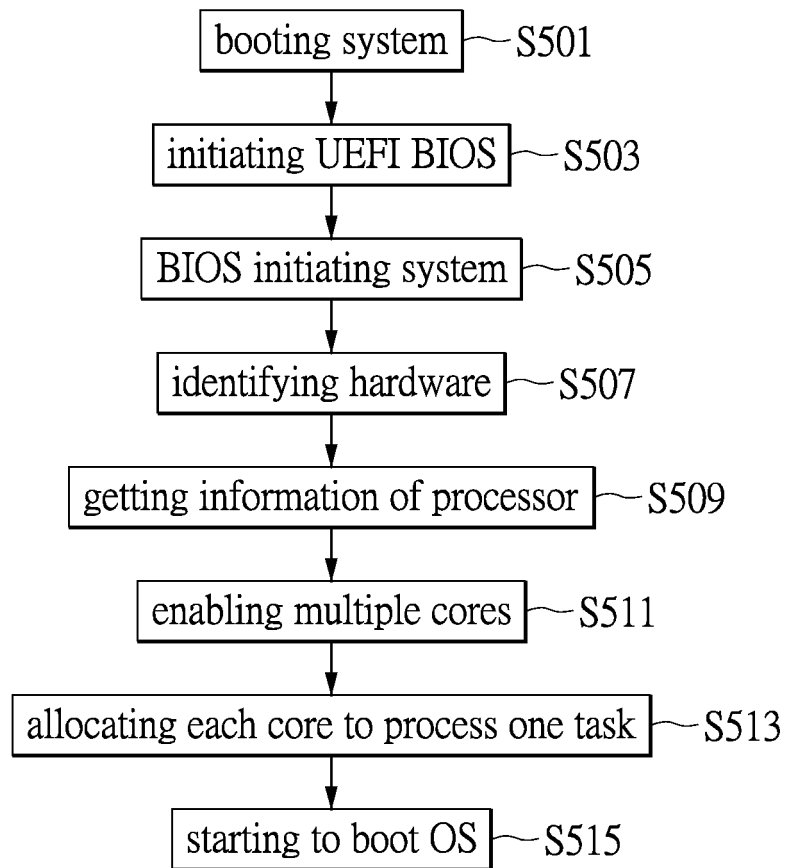 booting system S501
initiating UEFI BIOS S503
BIOS initiating system S505
identifying hardware S507
getting information of processor S509
enabling multiple cores S511
allocating each core to process one task S513
starting to boot OS S515